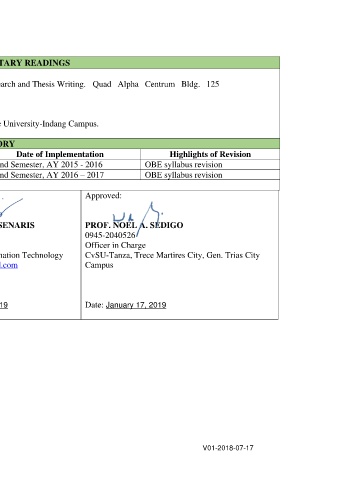 TARY READINGS
earch and Thesis Writing. Quad Alpha Centrum Bldg. 125
e University-Indang Campus.
ORY
Date of Implementation Highlights of Revision
nd Semester, AY 2015 - 2016 OBE syllabus revision
nd Semester, AY 2016 – 2017 OBE syllabus revision
Approved:
SENARIS PROF. NOEL A. SEDIGO
0945-2040526
Officer in Charge
mation Technology CvSU-Tanza, Trece Martires City, Gen. Trias City
l.com Campus
19 Date: January 17, 2019
V01-2018-07-17